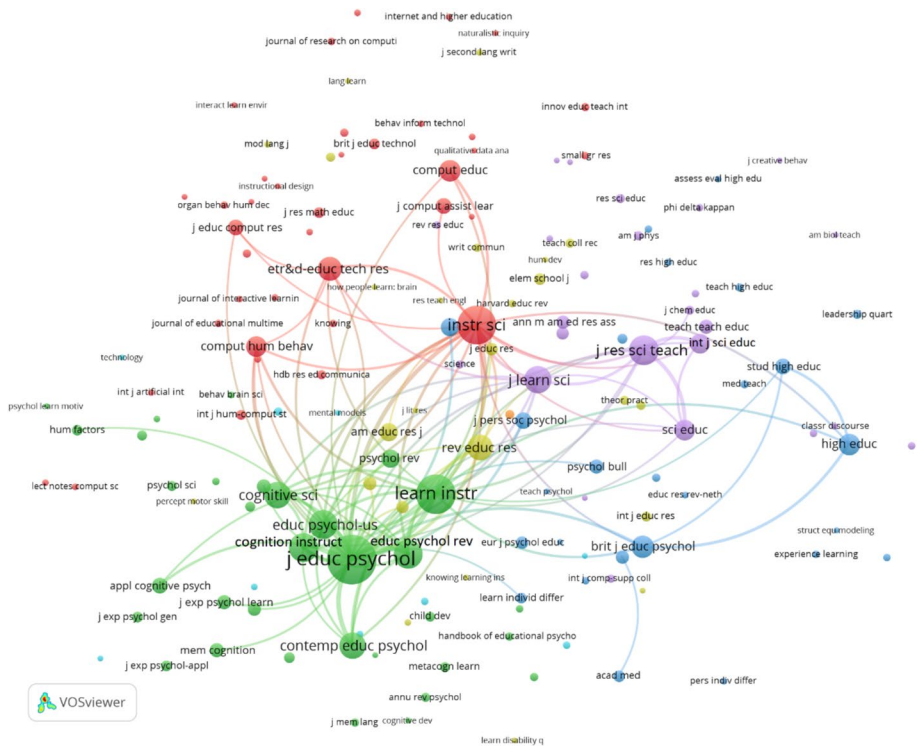 internet and higher education
naturalistic inquiry
journal of research on computi
j second lang writ
lang learn
interact learn envir
innov educ teach int
behav inform technol
mod lang j
brit j educ technol
qualitative data ana
small gr res
j creative behav
comput educ
assess eval high edu
instructional design
res sci educ
organ behav hum dec
j res math educ
j comput assist lear
phi delta kappan
j educ comput res
rev res educ
am j phys
am biol teach
writ commun
teach coll rec
hum dev
res high educ
etr&d-educ tech res
elem school j
how people learn: brain
teach high educ
journal of interactive learnin
res teach engl
harvard educ rev
j chem educ
leadership quart
journal of educational multime
knowing
instr sci
ann m am ed res ass
teach teach educ
comput hum behav
j educ res
j res sci teach
int j sci educ
technology
science
stud high educ
hdb res ed communica
j learn sci
med teach
int j artificial int
behav brain sci
theor pract
psychol learn motiv
int j hum-comput st
mental models
j lit res
j pers soc psychol
classr discourse
hum factors
am educ res j
sci educ
high educ
rev educ res
psychol rev
psychol bull
lect notes comput sc
psychol sci
cognitive sci
learn instr
teach psychol
educ res rev-neth
percept motor skill
int j educ res
educ psychol-us
struct equ modeling
cognition instruct
educ psychol rev
eur j psychol educ
brit j educ psychol
experience learning
j educ psychol
knowing learning ins
int j comp-supp coll
appl cognitive psych
learn individ differ
j exp psychol learn
j exp psychol gen
child dev
handbook of educational psycho
mem cognition
contemp educ psychol
j exp psychol-appl
metacogn learn
acad med
pers indiv differ
annu rev psychol
j mem lang
cognitive dev
learn disability q
VOSviewer